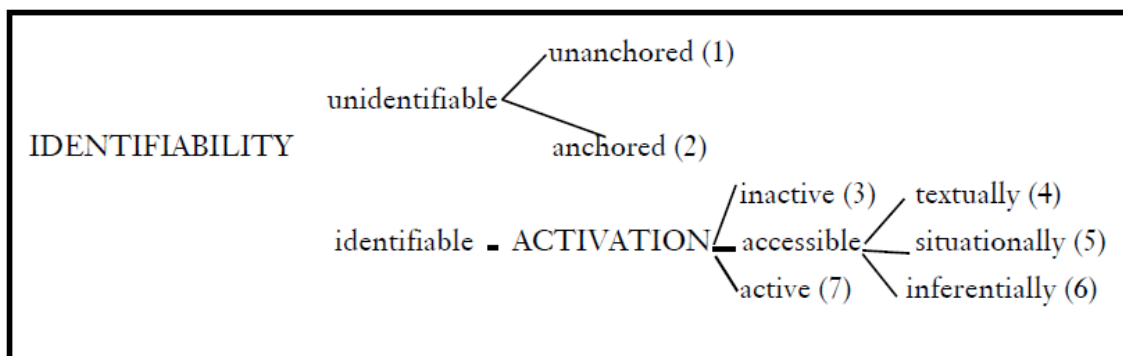 unanchored (1)
unidentifiable
IDENTIFIABILITY
anchored (2)
inactive (3) textually (4)
identifiable - ACTIVATION accessible situationally (5)
active (7) inferentially (6)